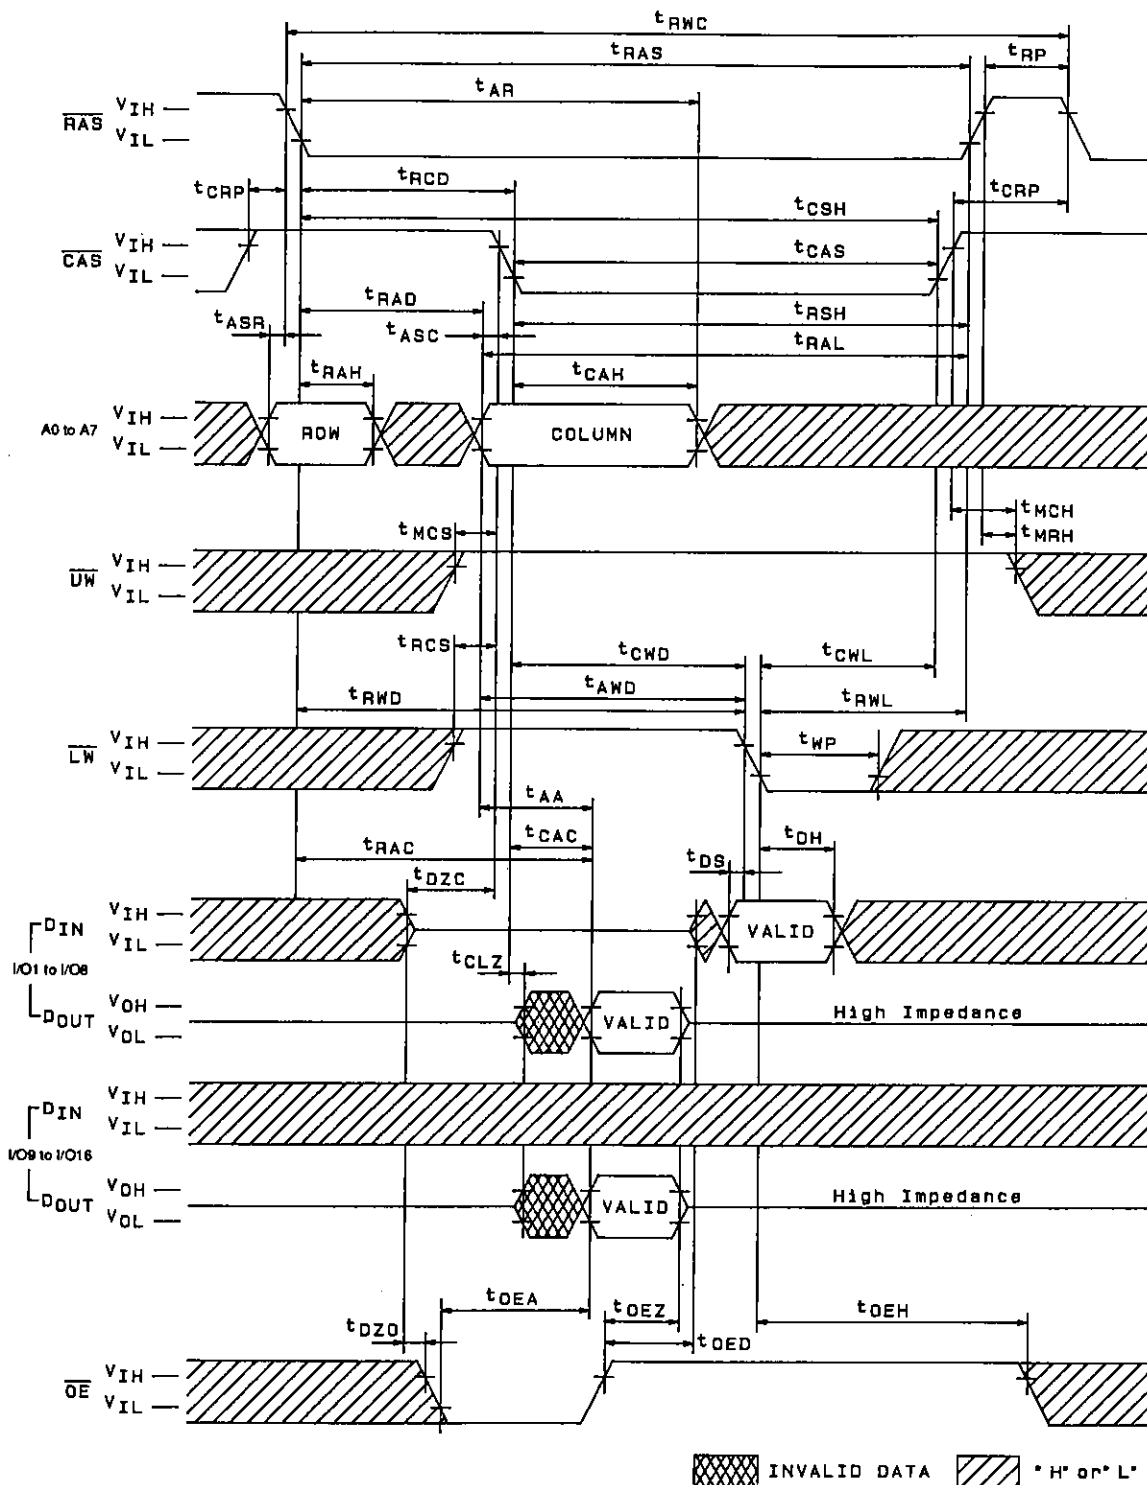 tRWC
tRAS
tRP
tAR
RAS
VIH
VIL
tCRP
tRCD
tCRP
tCSH
CAS
VIH
VIL
tCAS
tRAD
tRSH
tASR
tASC
tRAL
tRAH
tCAH
A0 to A7
VIH
VIL
ROW
COLUMN
tMCH
tMCS
tMRH
UW
VIH
VIL
tRCS
tCWD
tCWL
tAWD
tRWD
tRWL
LW
VIH
VIL
tWP
tAA
tCAC
tDH
tRAC
tDS
tDZC
DIN
VIH
VIL
VALID
I/O1 to I/O8
tCLZ
DOUT
VOH
VOL
VALID
High Impedance
DIN
VIH
VIL
I/O9 to I/O16
DOUT
VOH
VOL
VALID
High Impedance
tOEA
tOEZ
tOEH
tDZO
tOED
OE
VIH
VIL
INVALID DATA
"H" or "L"